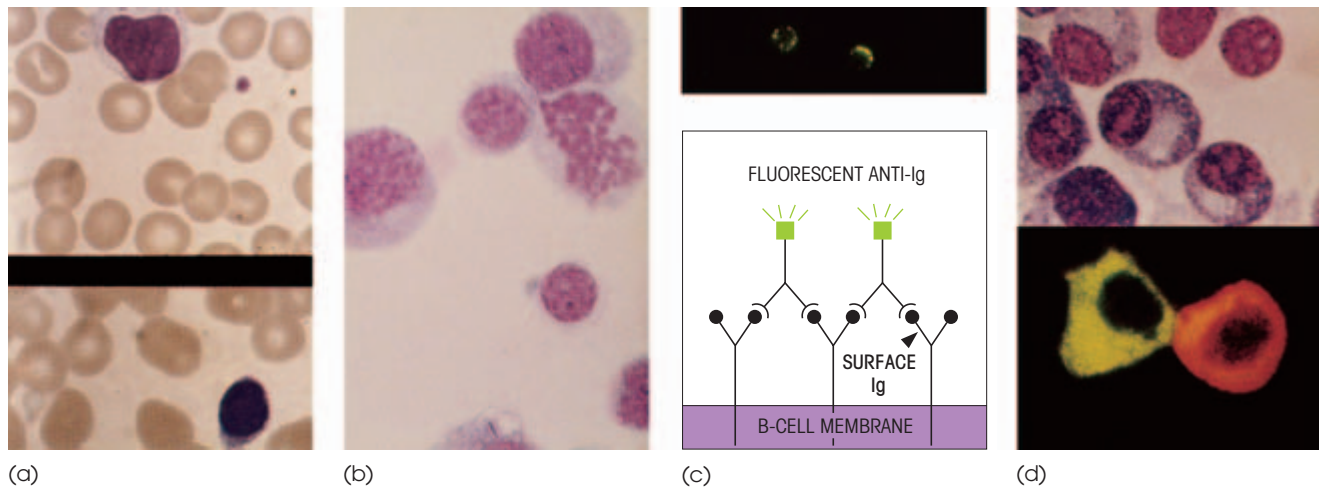 FLUORESCENT ANTI-Ig
SURFACE
Ig
B-CELL MEMBRANE
(a)
(b)
(c)
(d)